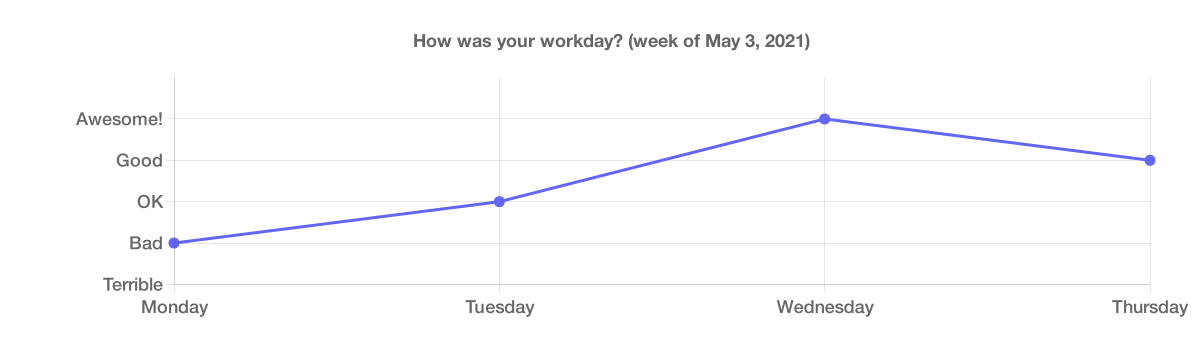 How was your workday? (week of May 3, 2021)
Awesome!
Good
OK
Bad
Terrible
Monday Tuesday Wednesday Thursday